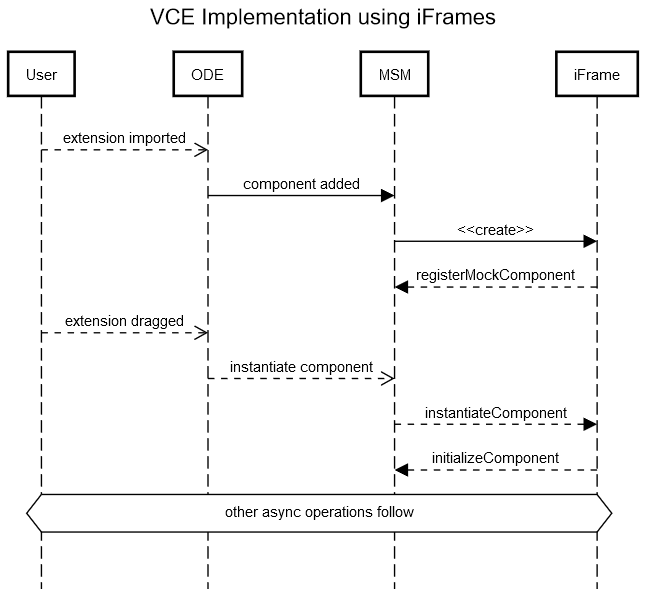 VCE Implementation using iFrames
User
ODE
MSM
iFrame
extension imported
component added
<<create>>
registerMockComponent
extension dragged
instantiate component
instantiateComponent
initializeComponent
other async operations follow